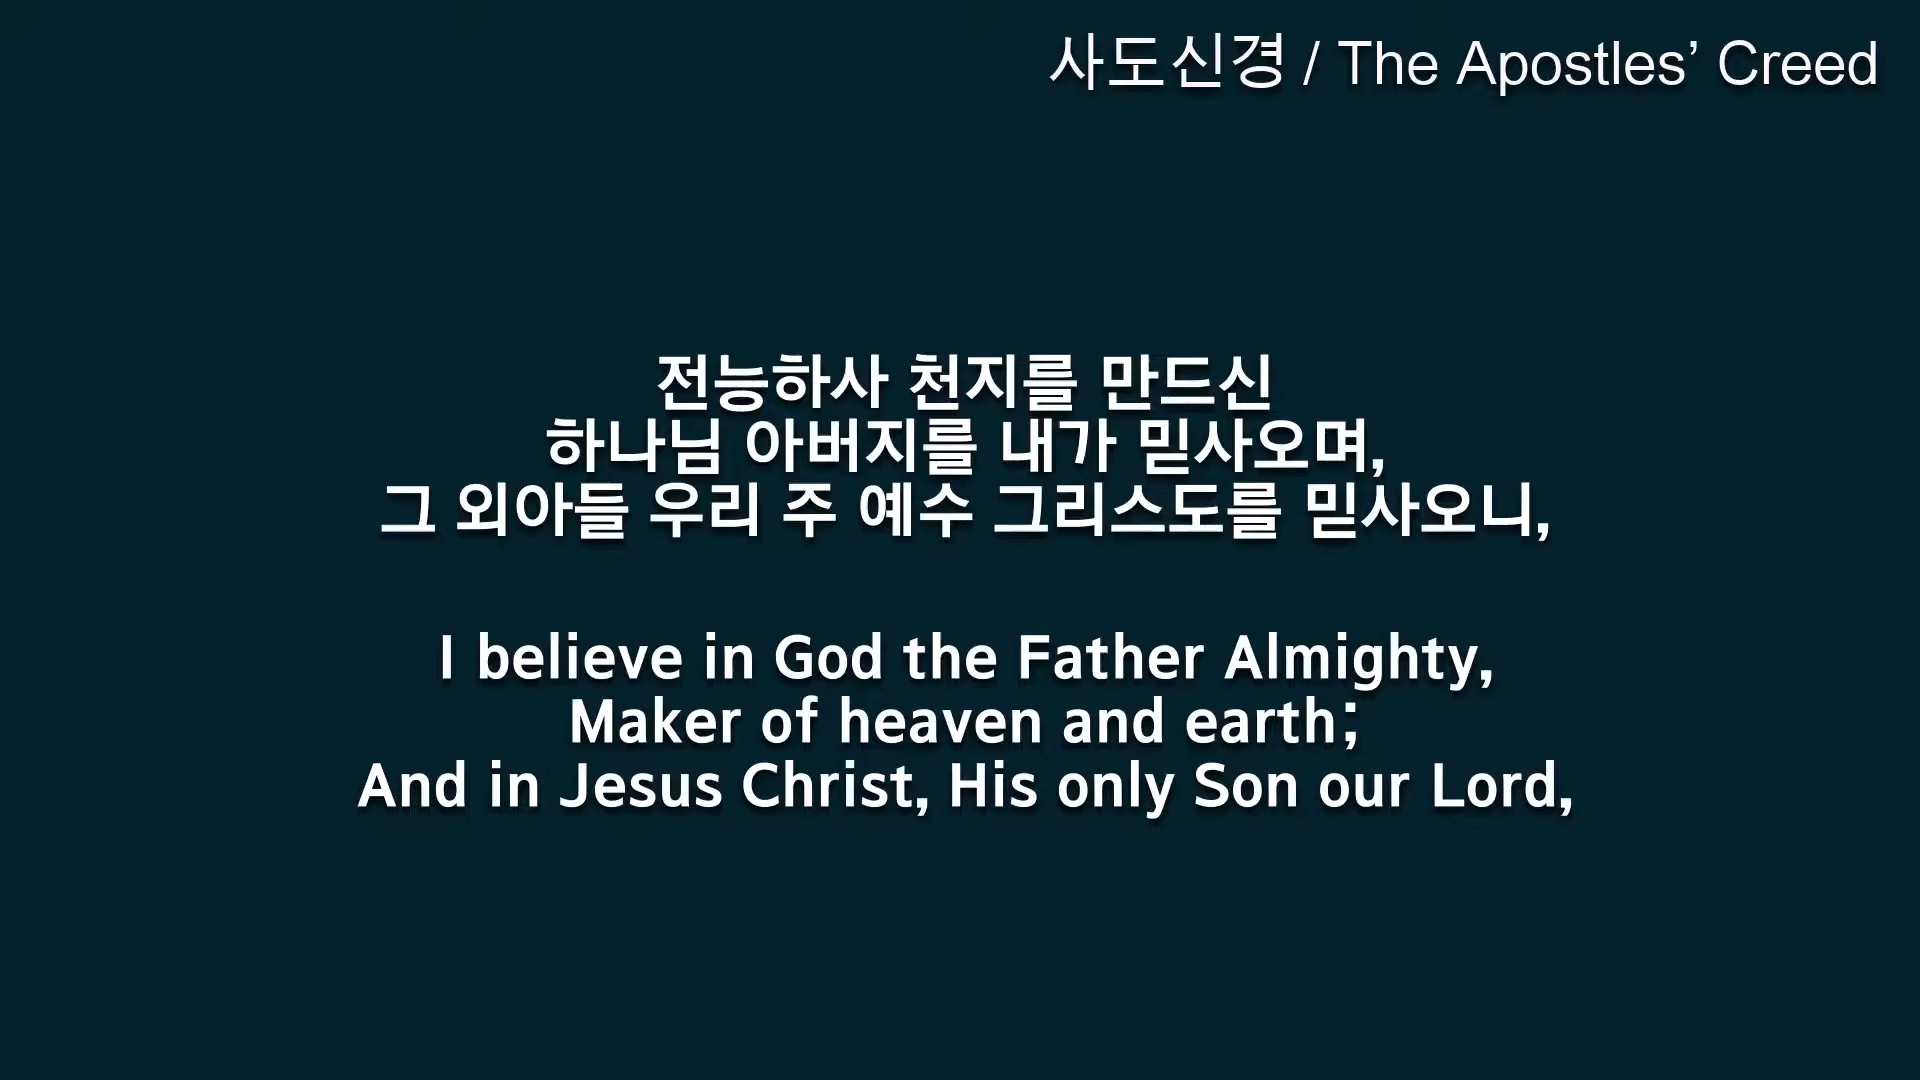 사도신경 / The Apostles’ Creed
전능하사 천지를 만드신
하나님 아버지를 내가 믿사오며,
그 외아들 우리 주 예수 그리스도를 믿사오니,
I believe in God the Father Almighty,
Maker of heaven and earth;
And in Jesus Christ, His only Son our Lord,